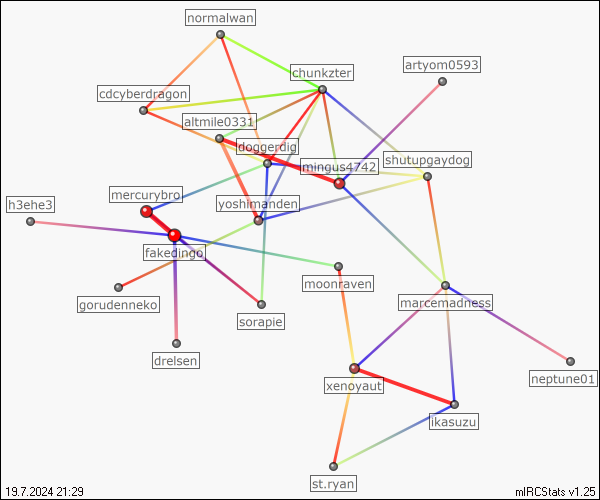 normalwan
chunkzter
artyom0593
cdcyberdragon
altmile0331
doggerdig
shutupgaydog
mingus4742
mercurybro
h3ehe3
yoshimanden
fakedingo
moonraven
marcemadness
gorudenneko
sorapie
drelsen
neptune01
xenoyaut
ikasuzu
st.ryan
19.7.2024 21:29
mIRCStats v1.25